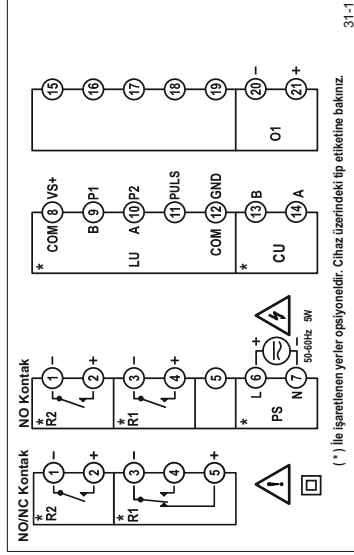 NO/NC Kontak
* R2
1 −
2 +
* R1
3 −
4
5 +
NO Kontak
* R2
1 −
2 +
* R1
3 −
4 +
5
* PS
L 6 +
N 7 −
50-60Hz 5W
* LU
COM 8 VS+
B 9 P1
A 10 P2
11 PULS
COM 12 GND
* CU
13 B
14 A
15
16
17
18
19
O1
20 −
21 +
( * ) İle işaretlenen yerler opsiyoneldir. Cihaz üzerindeki tip etiketine bakınız.
31-1